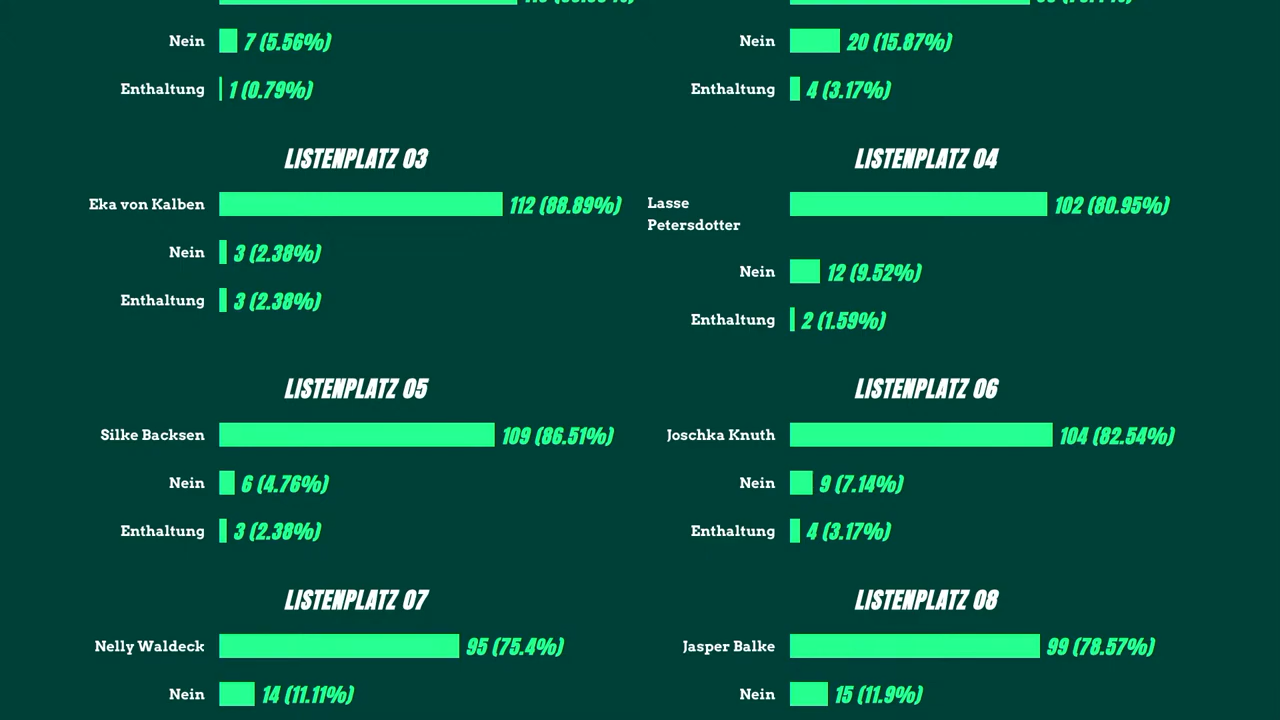 Nein 7 (5.56%)
Enthaltung 1 (0.79%)
Nein 20 (15.87%)
Enthaltung 4 (3.17%)
LISTENPLATZ 03
Eka von Kalben 112 (88.89%)
Nein 3 (2.38%)
Enthaltung 3 (2.38%)
LISTENPLATZ 04
Lasse
Petersdotter 102 (80.95%)
Nein 12 (9.52%)
Enthaltung 2 (1.59%)
LISTENPLATZ 05
Silke Backsen 109 (86.51%)
Nein 6 (4.76%)
Enthaltung 3 (2.38%)
LISTENPLATZ 06
Joschka Knuth 104 (82.54%)
Nein 9 (7.14%)
Enthaltung 4 (3.17%)
LISTENPLATZ 07
Nelly Waldeck 95 (75.4%)
Nein 14 (11.11%)
LISTENPLATZ 08
Jasper Balke 99 (78.57%)
Nein 15 (11.9%)